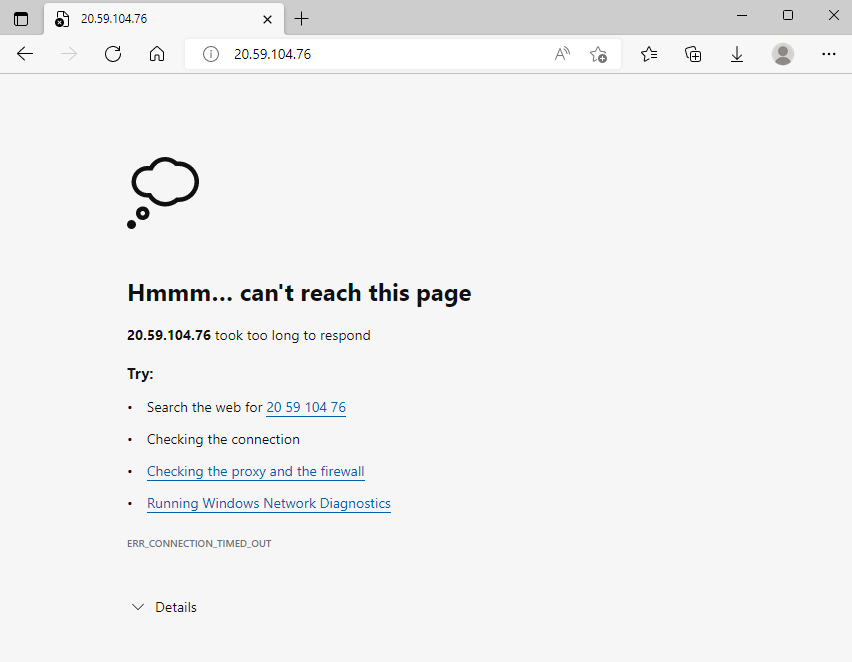 20.59.104.76
20.59.104.76
Hmmm... can't reach this page
20.59.104.76 took too long to respond
Try:
• Search the web for 20 59 104 76
• Checking the connection
• Checking the proxy and the firewall
• Running Windows Network Diagnostics
ERR_CONNECTION_TIMED_OUT
Details